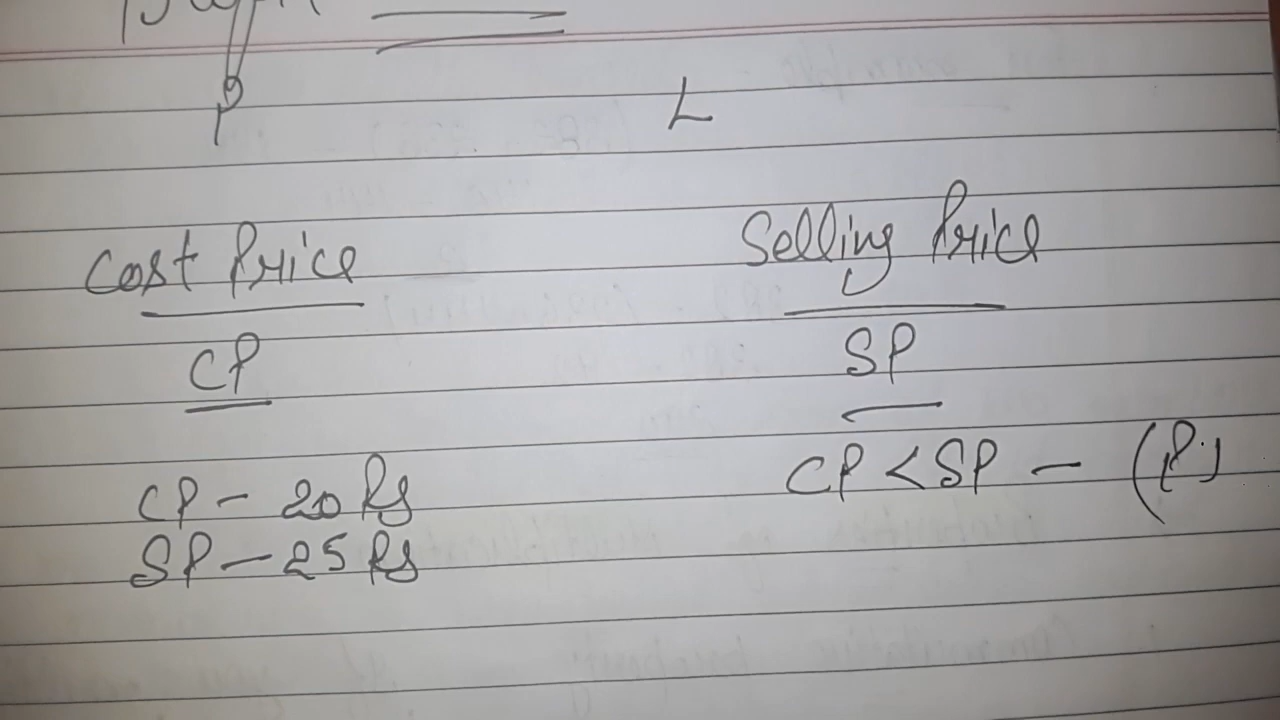 P
L
Cost Price
Selling Price
CP
SP
CP < SP - (P)
CP - 20 Rs
SP - 25 Rs